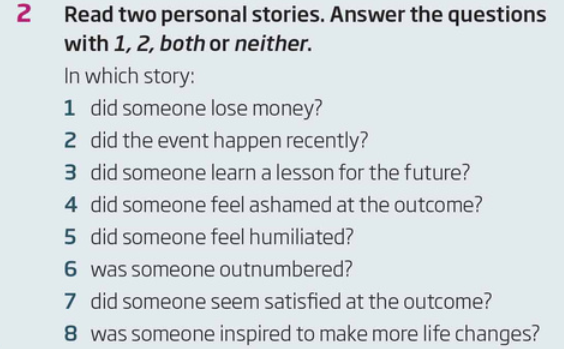 2 Read two personal stories. Answer the questions
with 1, 2, both or neither.
In which story:
1 did someone lose money?
2 did the event happen recently?
3 did someone learn a lesson for the future?
4 did someone feel ashamed at the outcome?
5 did someone feel humiliated?
6 was someone outnumbered?
7 did someone seem satisfied at the outcome?
8 was someone inspired to make more life changes?